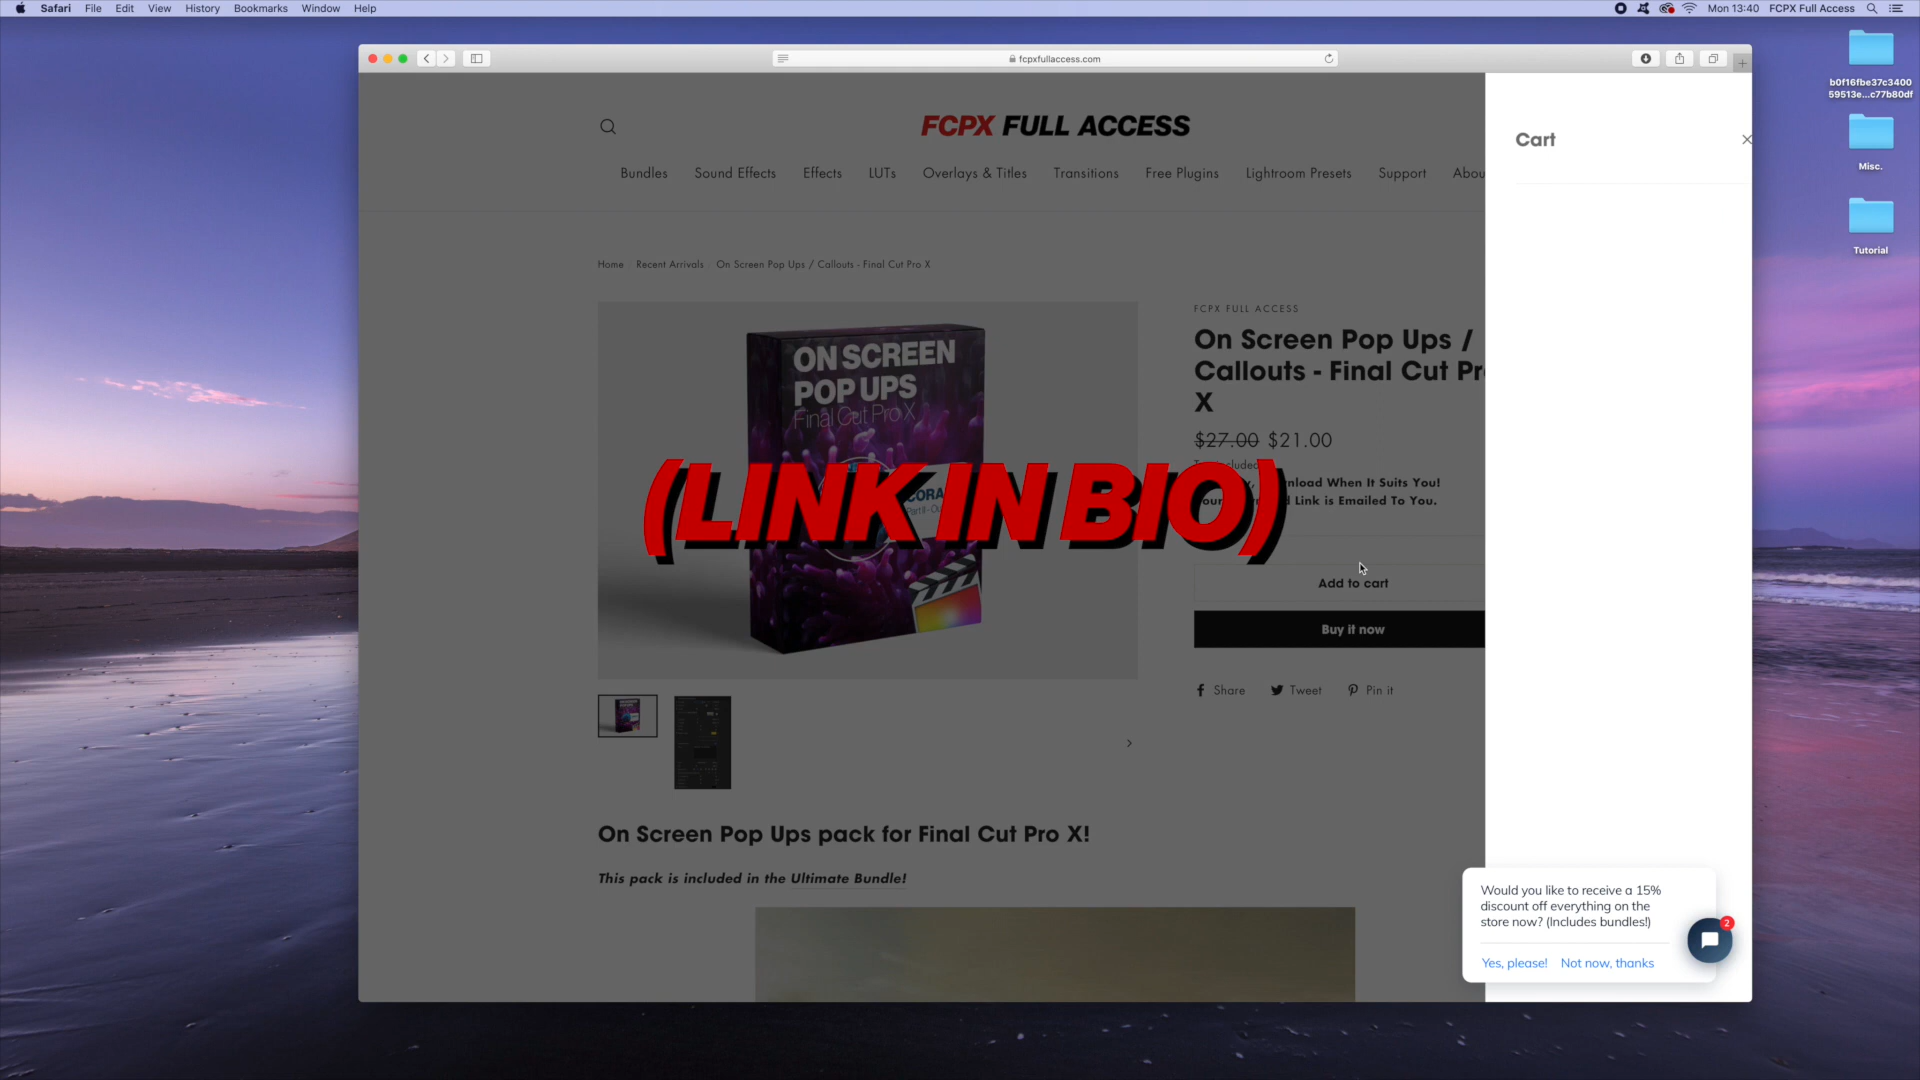 Safari File Edit View History Bookmarks Window Help
Mon 13:40 FCPX Full Access
fcpxfullaccess.com
b0f16fbe37c3400
59513e...c77b80df
Misc.
Tutorial
FCPX FULL ACCESS
Bundles Sound Effects Effects LUTs Overlays & Titles Transitions Free Plugins Lightroom Presets Support Abou
Cart
Home Recent Arrivals On Screen Pop Ups / Callouts - Final Cut Pro X
ON SCREEN
POP UPS
Final Cut Pro X
FCPX FULL ACCESS
On Screen Pop Ups /
Callouts - Final Cut Pr
X
$27.00 $21.00
(LINK IN BIO)
When It Suits You!
Link is Emailed To You.
Add to cart
Buy it now
Share Tweet Pin it
On Screen Pop Ups pack for Final Cut Pro X!
This pack is included in the Ultimate Bundle!
Would you like to receive a 15%
discount off everything on the
store now? (Includes bundles!)
Yes, please! Not now, thanks
2